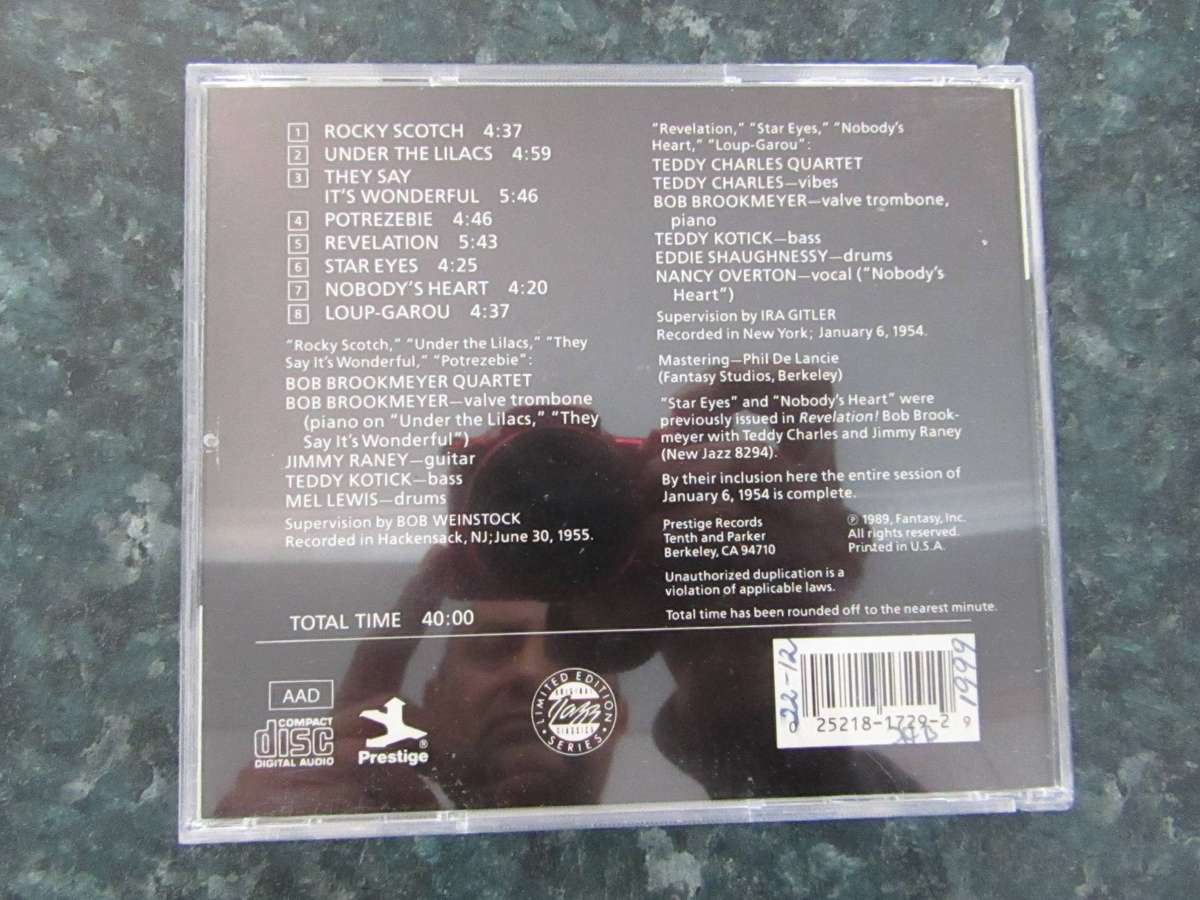 1 ROCKY SCOTCH 4:37
2 UNDER THE LILACS 4:59
3 THEY SAY
IT'S WONDERFUL 5:46
4 POTREZEBIE 4:46
5 REVELATION 5:43
6 STAR EYES 4:25
7 NOBODY'S HEART 4:20
8 LOUP-GAROU 4:37
"Rocky Scotch," "Under the Lilacs," "They
Say It's Wonderful," "Potrezebie":
BOB BROOKMEYER QUARTET
BOB BROOKMEYER—valve trombone
(piano on "Under the Lilacs," "They
Say It's Wonderful")
JIMMY RANEY—guitar
TEDDY KOTICK—bass
MEL LEWIS—drums
Supervision by BOB WEINSTOCK
Recorded in Hackensack, NJ; June 30, 1955.
TOTAL TIME 40:00
"Revelation," "Star Eyes," "Nobody's
Heart," "Loup-Garou":
TEDDY CHARLES QUARTET
TEDDY CHARLES—vibes
BOB BROOKMEYER—valve trombone,
piano
TEDDY KOTICK—bass
EDDIE SHAUGHNESSY—drums
NANCY OVERTON—vocal ("Nobody's
Heart")
Supervision by IRA GITLER
Recorded in New York; January 6, 1954.
Mastering—Phil De Lancie
(Fantasy Studios, Berkeley)
"Star Eyes" and "Nobody's Heart" were
previously issued in Revelation! Bob Brook-
meyer with Teddy Charles and Jimmy Raney
(New Jazz 8294).
By their inclusion here the entire session of
January 6, 1954 is complete.
Prestige Records
Tenth and Parker
Berkeley, CA 94710
℗ 1989, Fantasy, Inc.
All rights reserved.
Printed in U.S.A.
Unauthorized duplication is a
violation of applicable laws.
Total time has been rounded off to the nearest minute.
AAD
COMPACT
disc
DIGITAL AUDIO
Prestige®
LIMITED EDITION
ORIGINAL
Jazz
CLASSICS
SERIES
22-12
1999
0 25218-1729-2 9